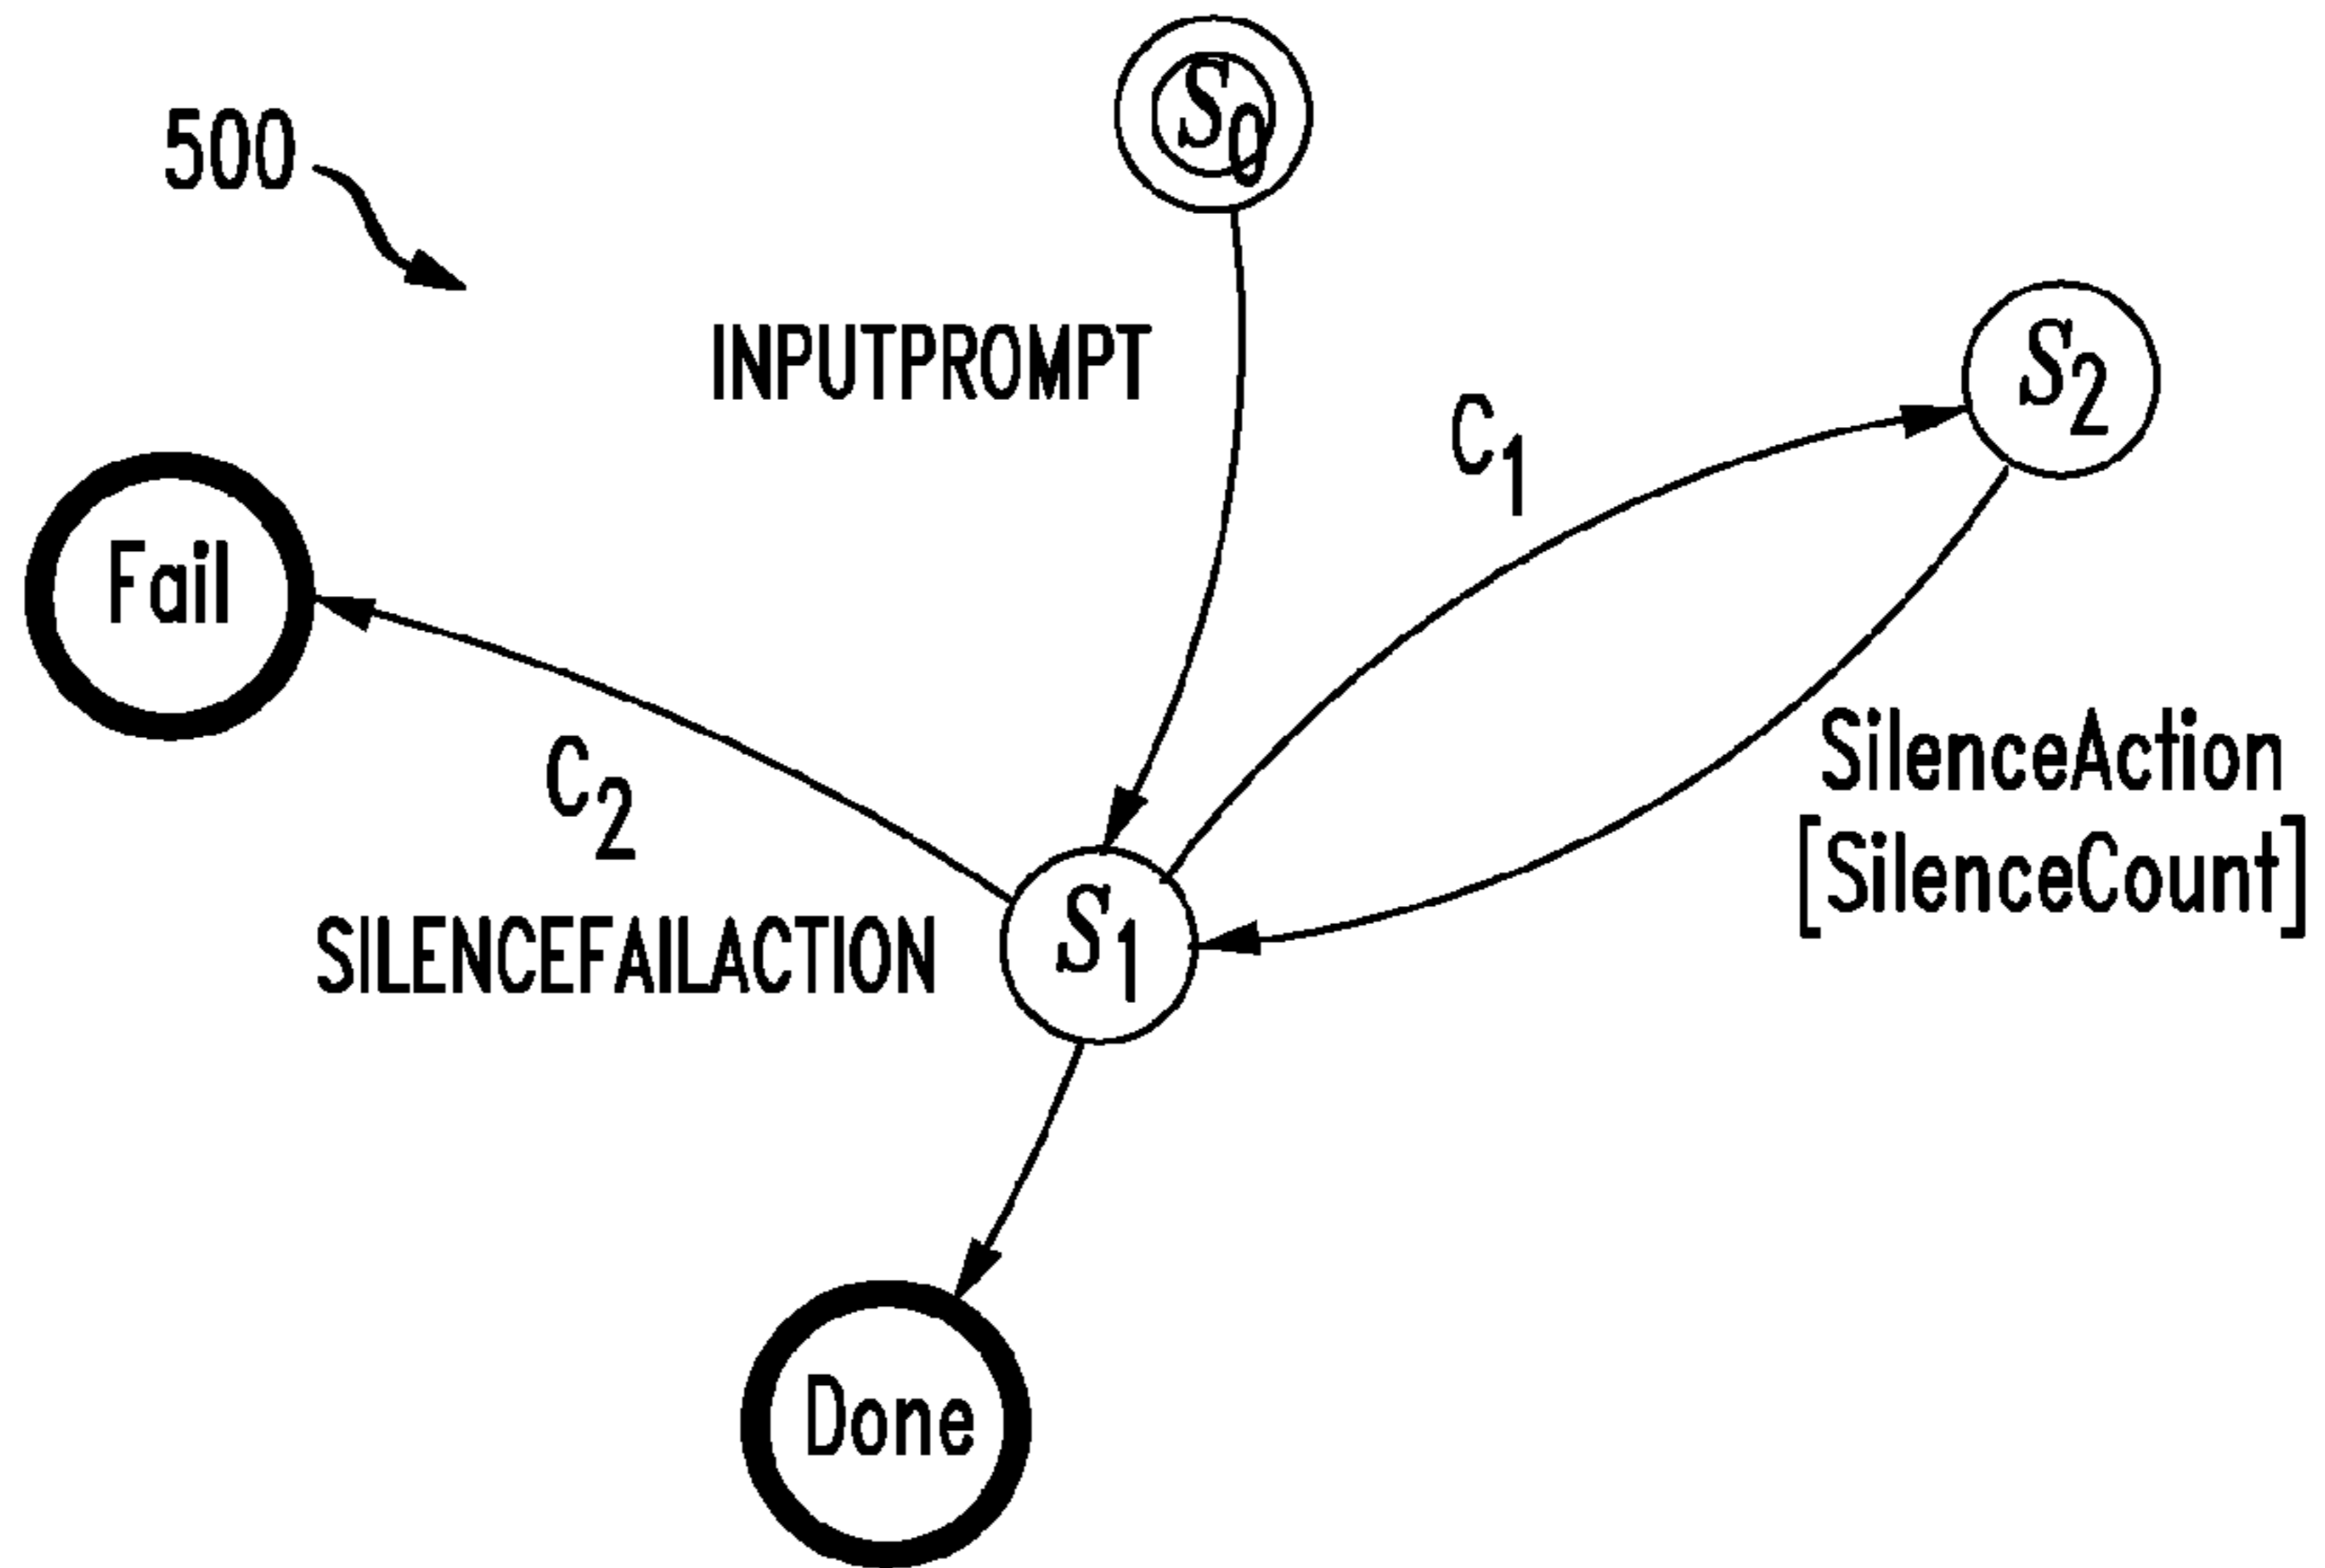 S0
500
INPUTPROMPT
S2
C1
Fail
C2
SilenceAction
[SilenceCount]
SILENCEFAILACTION
S1
Done